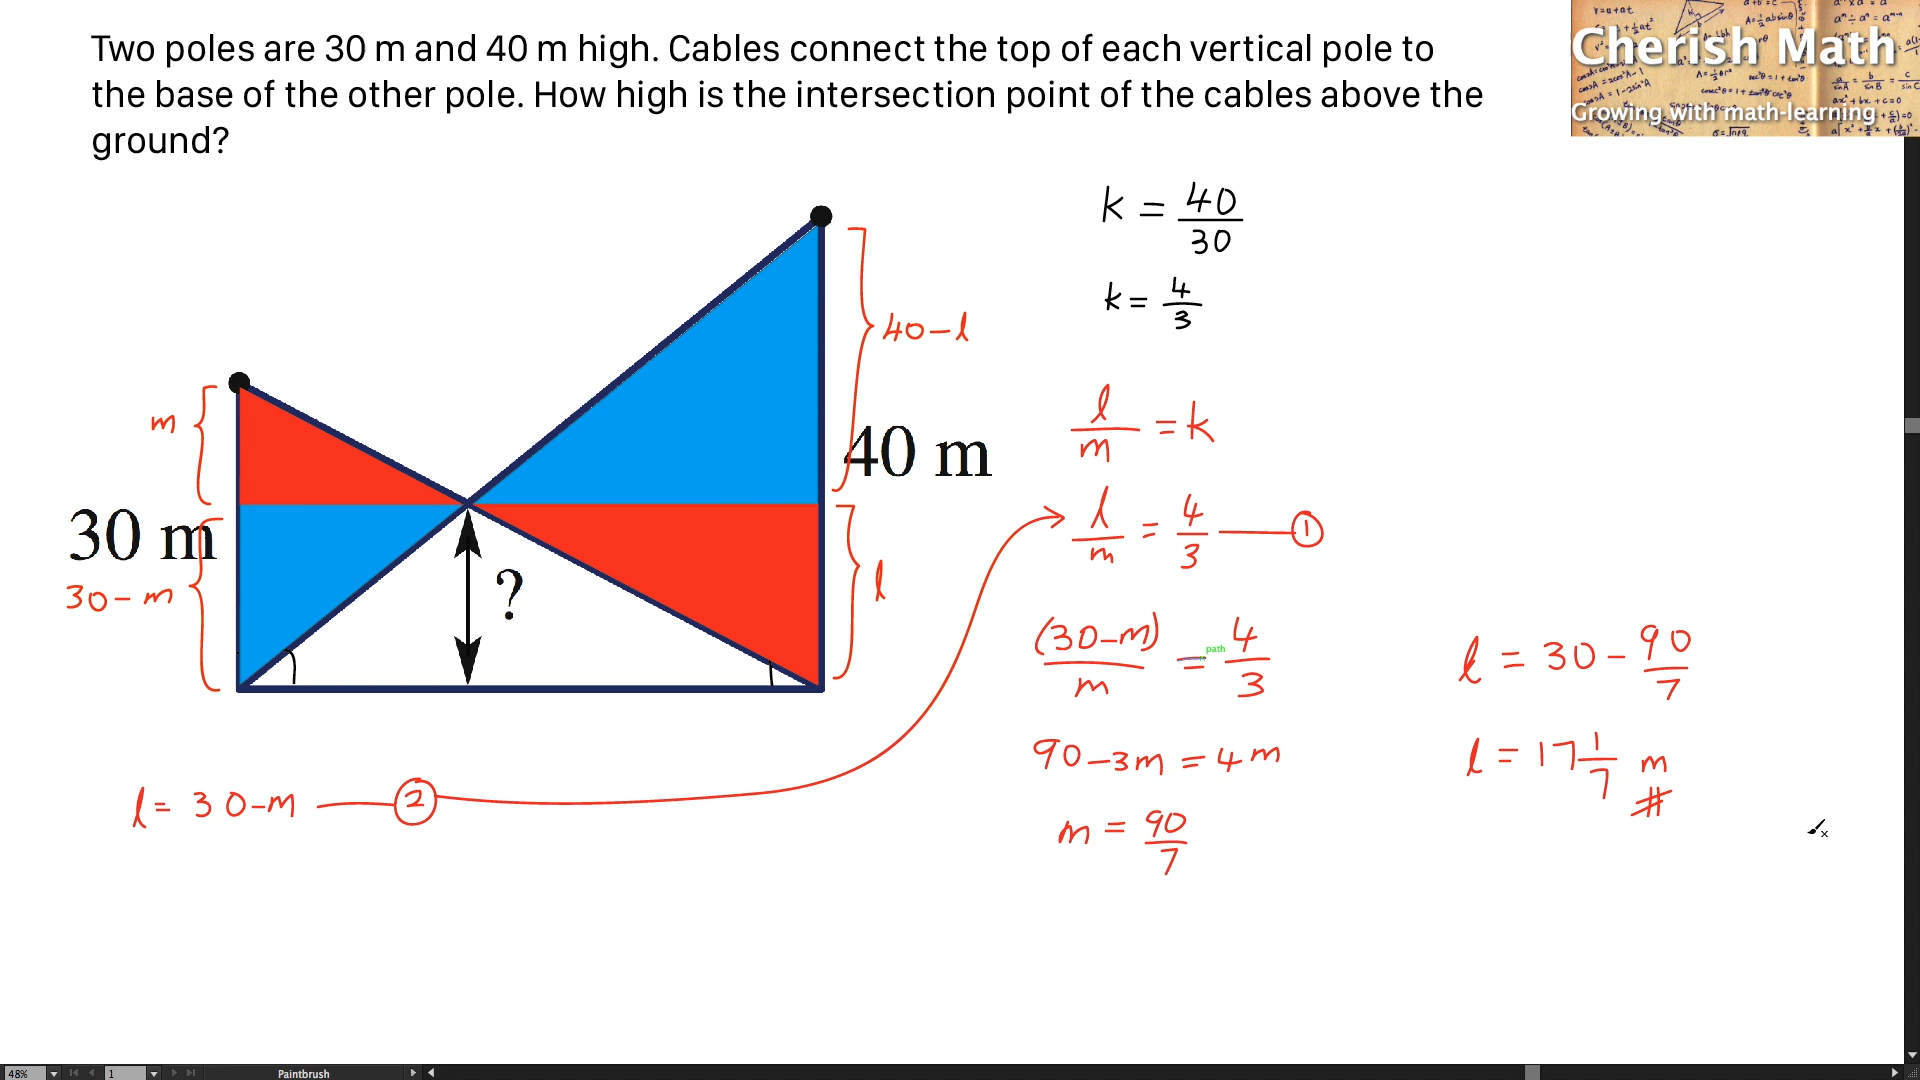 Two poles are 30 m and 40 m high. Cables connect the top of each vertical pole to
the base of the other pole. How high is the intersection point of the cables above the
ground?
Cherish Math
Growing with math-learning
k = 40/30
k = 4/3
40-l
m
40 m
l/m = k
30 m
?
l/m = 4/3 —①
30-m
l
(30-m)/m = 4/3
path
l = 30 - 90/7
90-3m = 4m
l = 17 1/7 m #
l = 30-m —②
m = 90/7
48%
1
Paintbrush